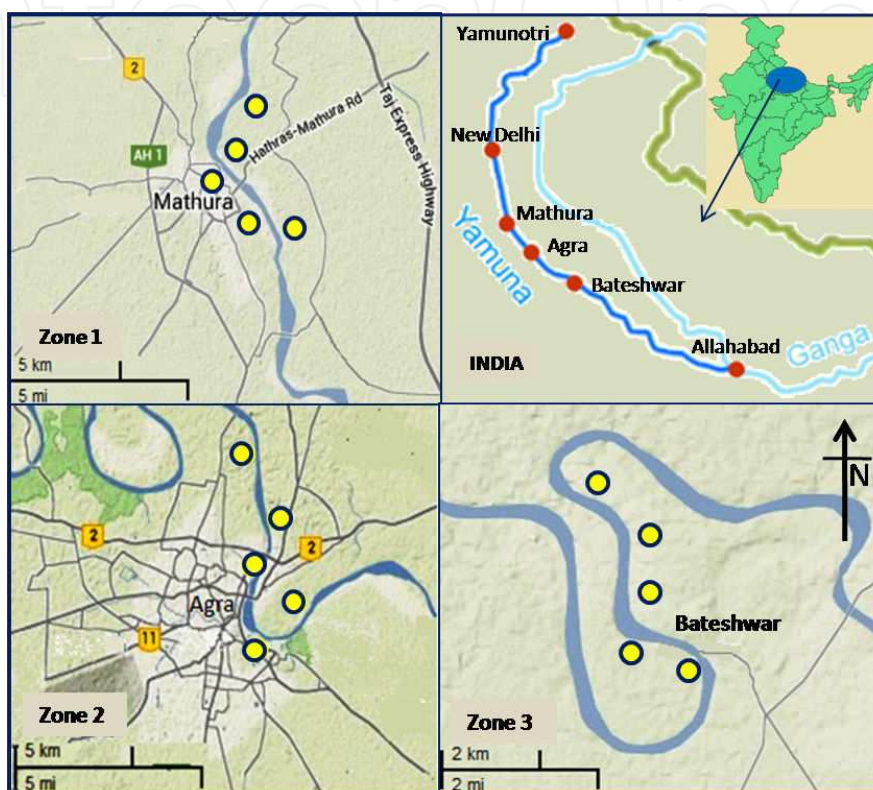 2
AH 1
Hathras-Mathura Rd
Taj Express Highway
Mathura
Zone 1
5 km
5 mi
Yamunotri
New Delhi
Mathura
Agra
Bateshwar
Yamuna
Allahabad
Ganga
INDIA
2
2
Agra
11
Zone 2
5 km
5 mi
N
Bateshwar
Zone 3
2 km
2 mi